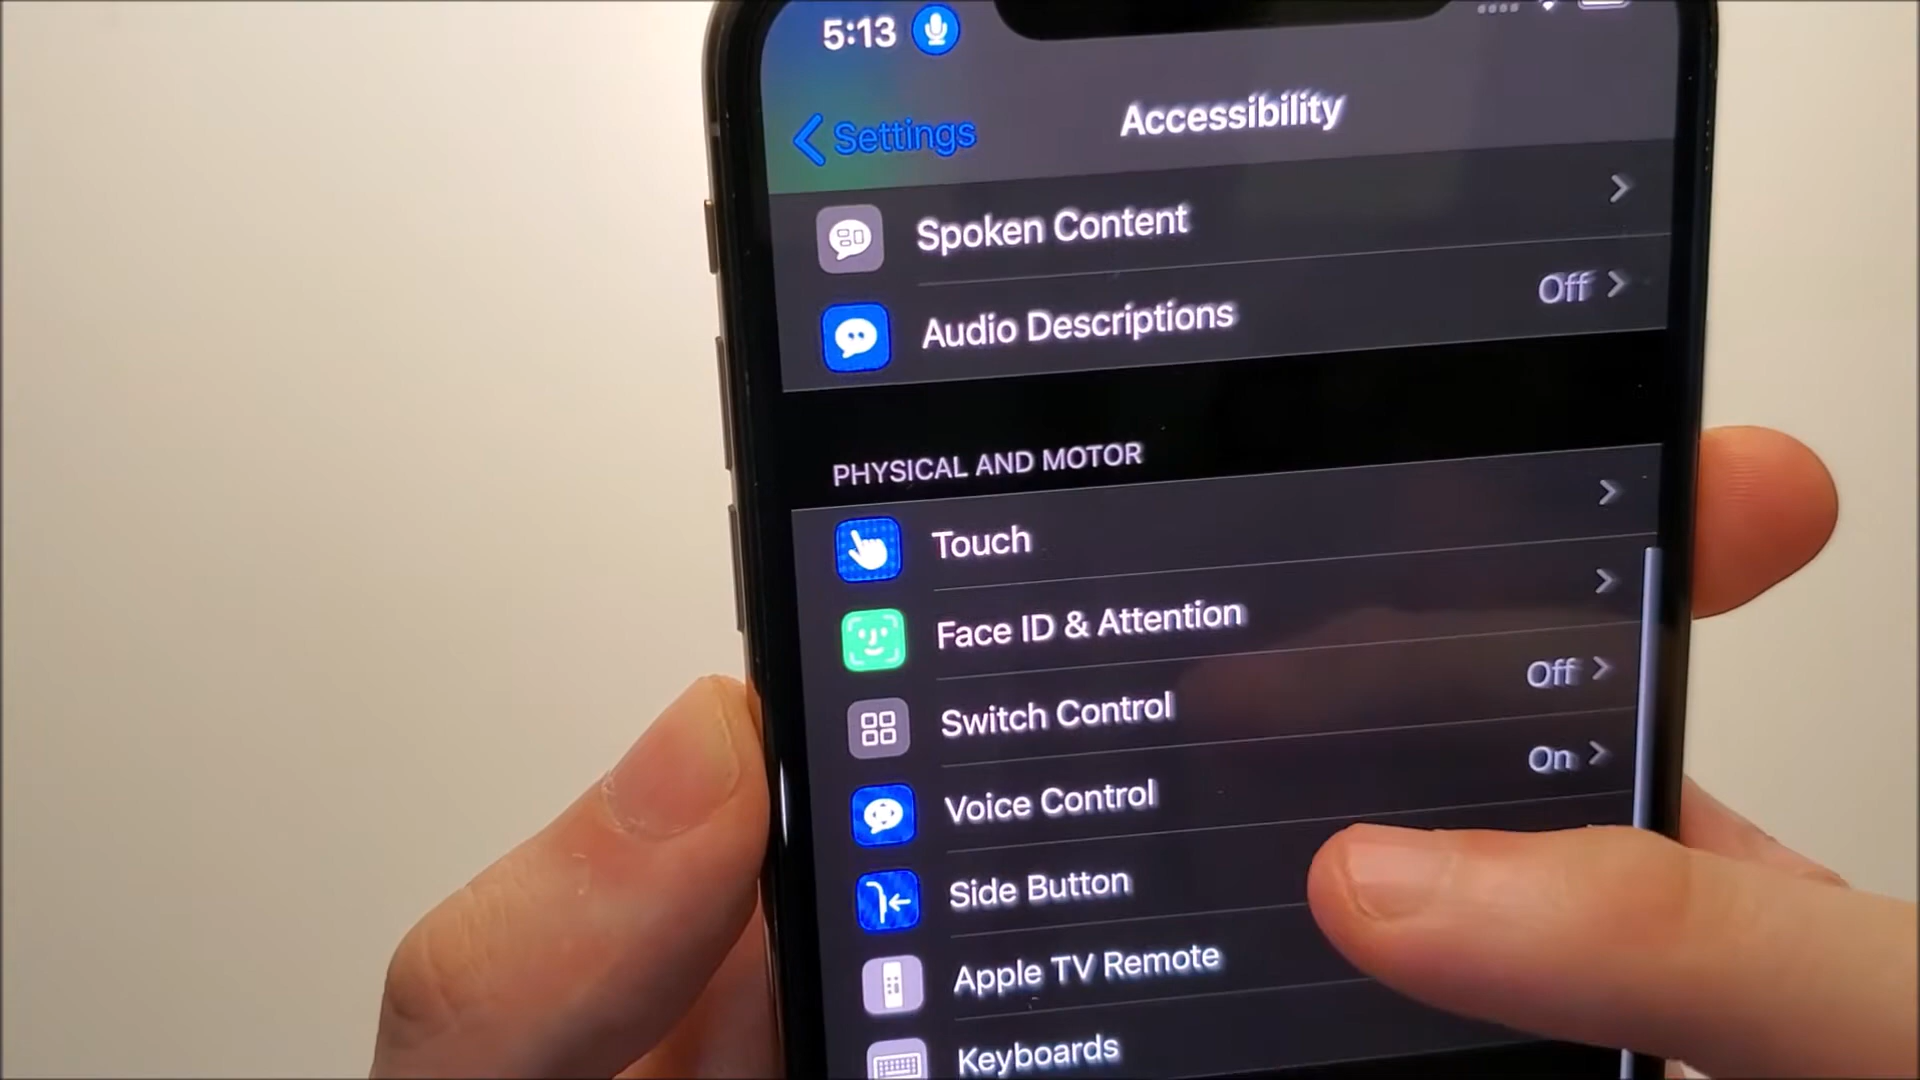 5:13
Settings
Accessibility
Spoken Content
Audio Descriptions
Off
PHYSICAL AND MOTOR
Touch
Face ID & Attention
Switch Control
Off
Voice Control
On
Side Button
Apple TV Remote
Keyboards